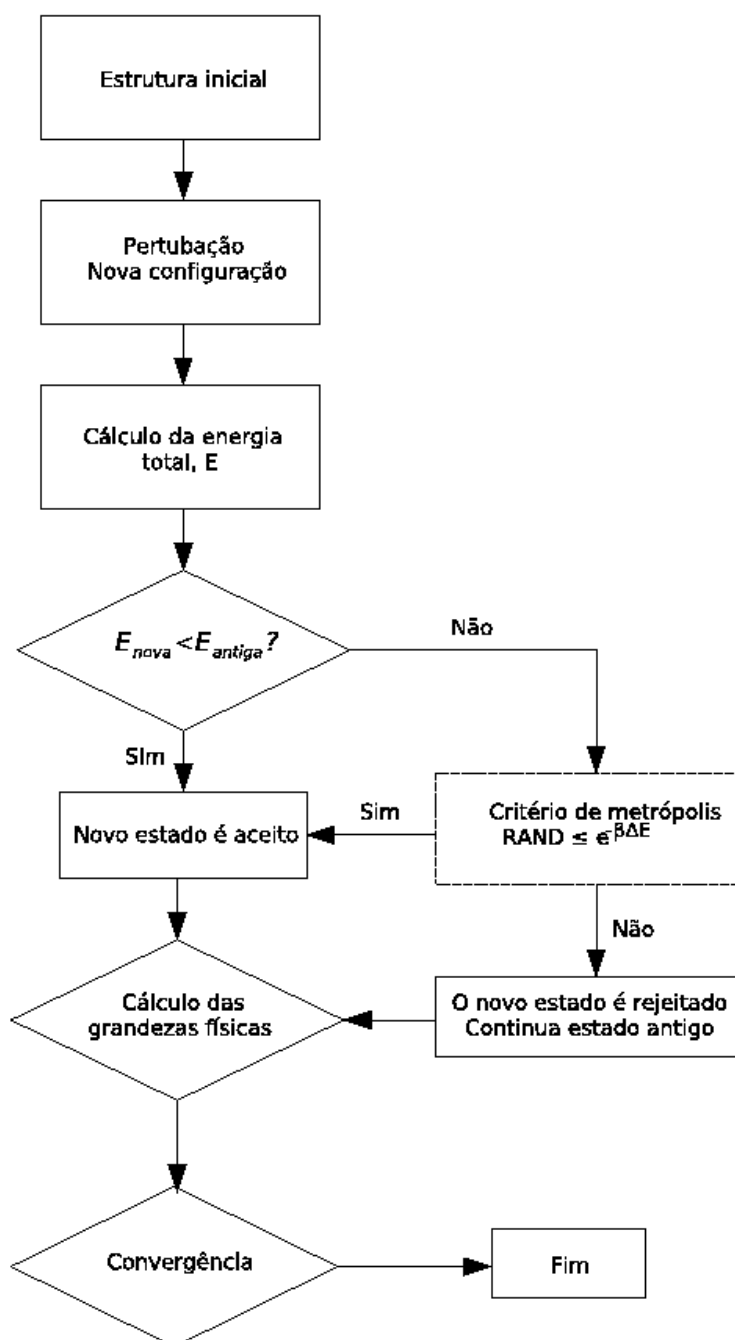 Estrutura inicial
Pertubação
Nova configuração
Cálculo da energia
total, E
E_nova <E_antiga?
Não
Sim
Novo estado é aceito
Sim
Critério de metrópolis
RAND ≤ e^-βΔE
Não
O novo estado é rejeitado
Continua estado antigo
Cálculo das
grandezas físicas
Convergência
Fim